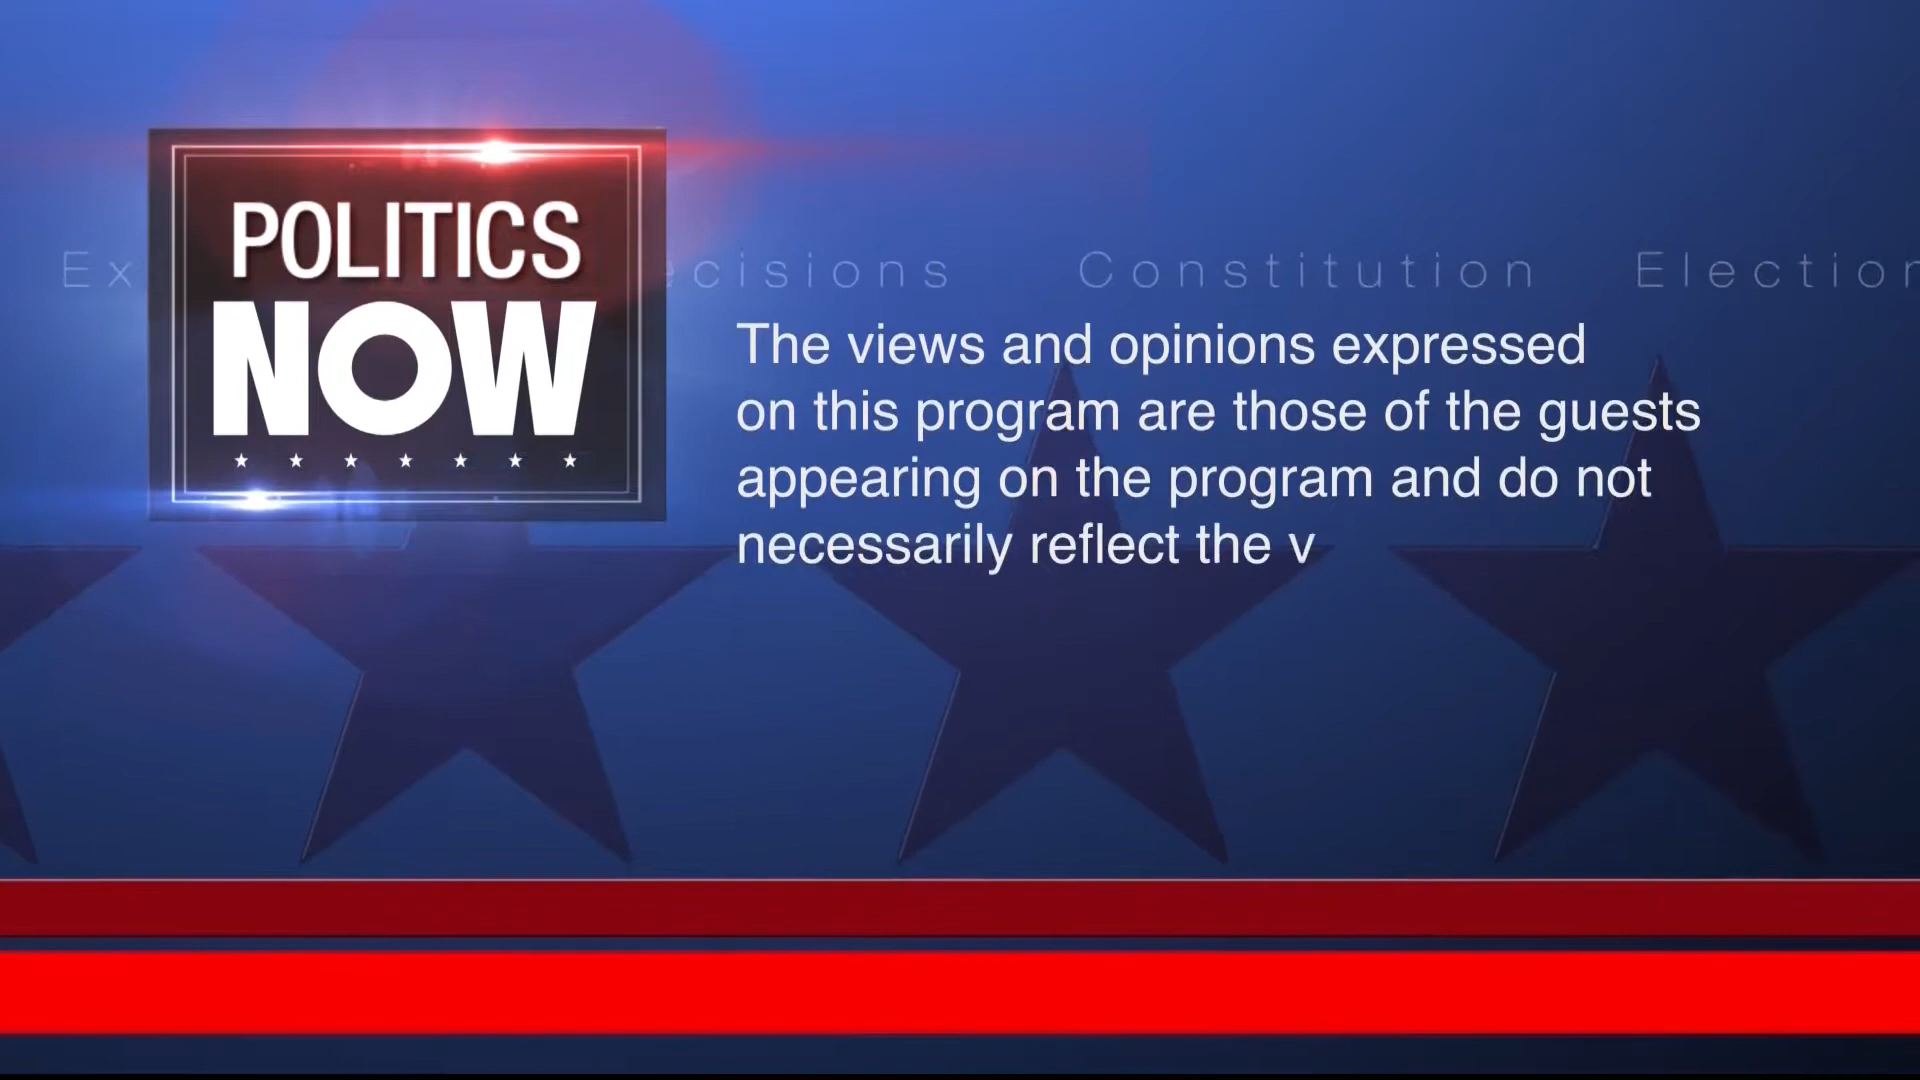 POLITICS
NOW
Ex ecisions Constitution Election
The views and opinions expressed
on this program are those of the guests
appearing on the program and do not
necessarily reflect the v